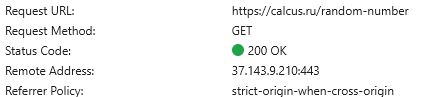 Request URL: https://calcus.ru/random-number
Request Method: GET
Status Code: 200 OK
Remote Address: 37.143.9.210:443
Referrer Policy: strict-origin-when-cross-origin